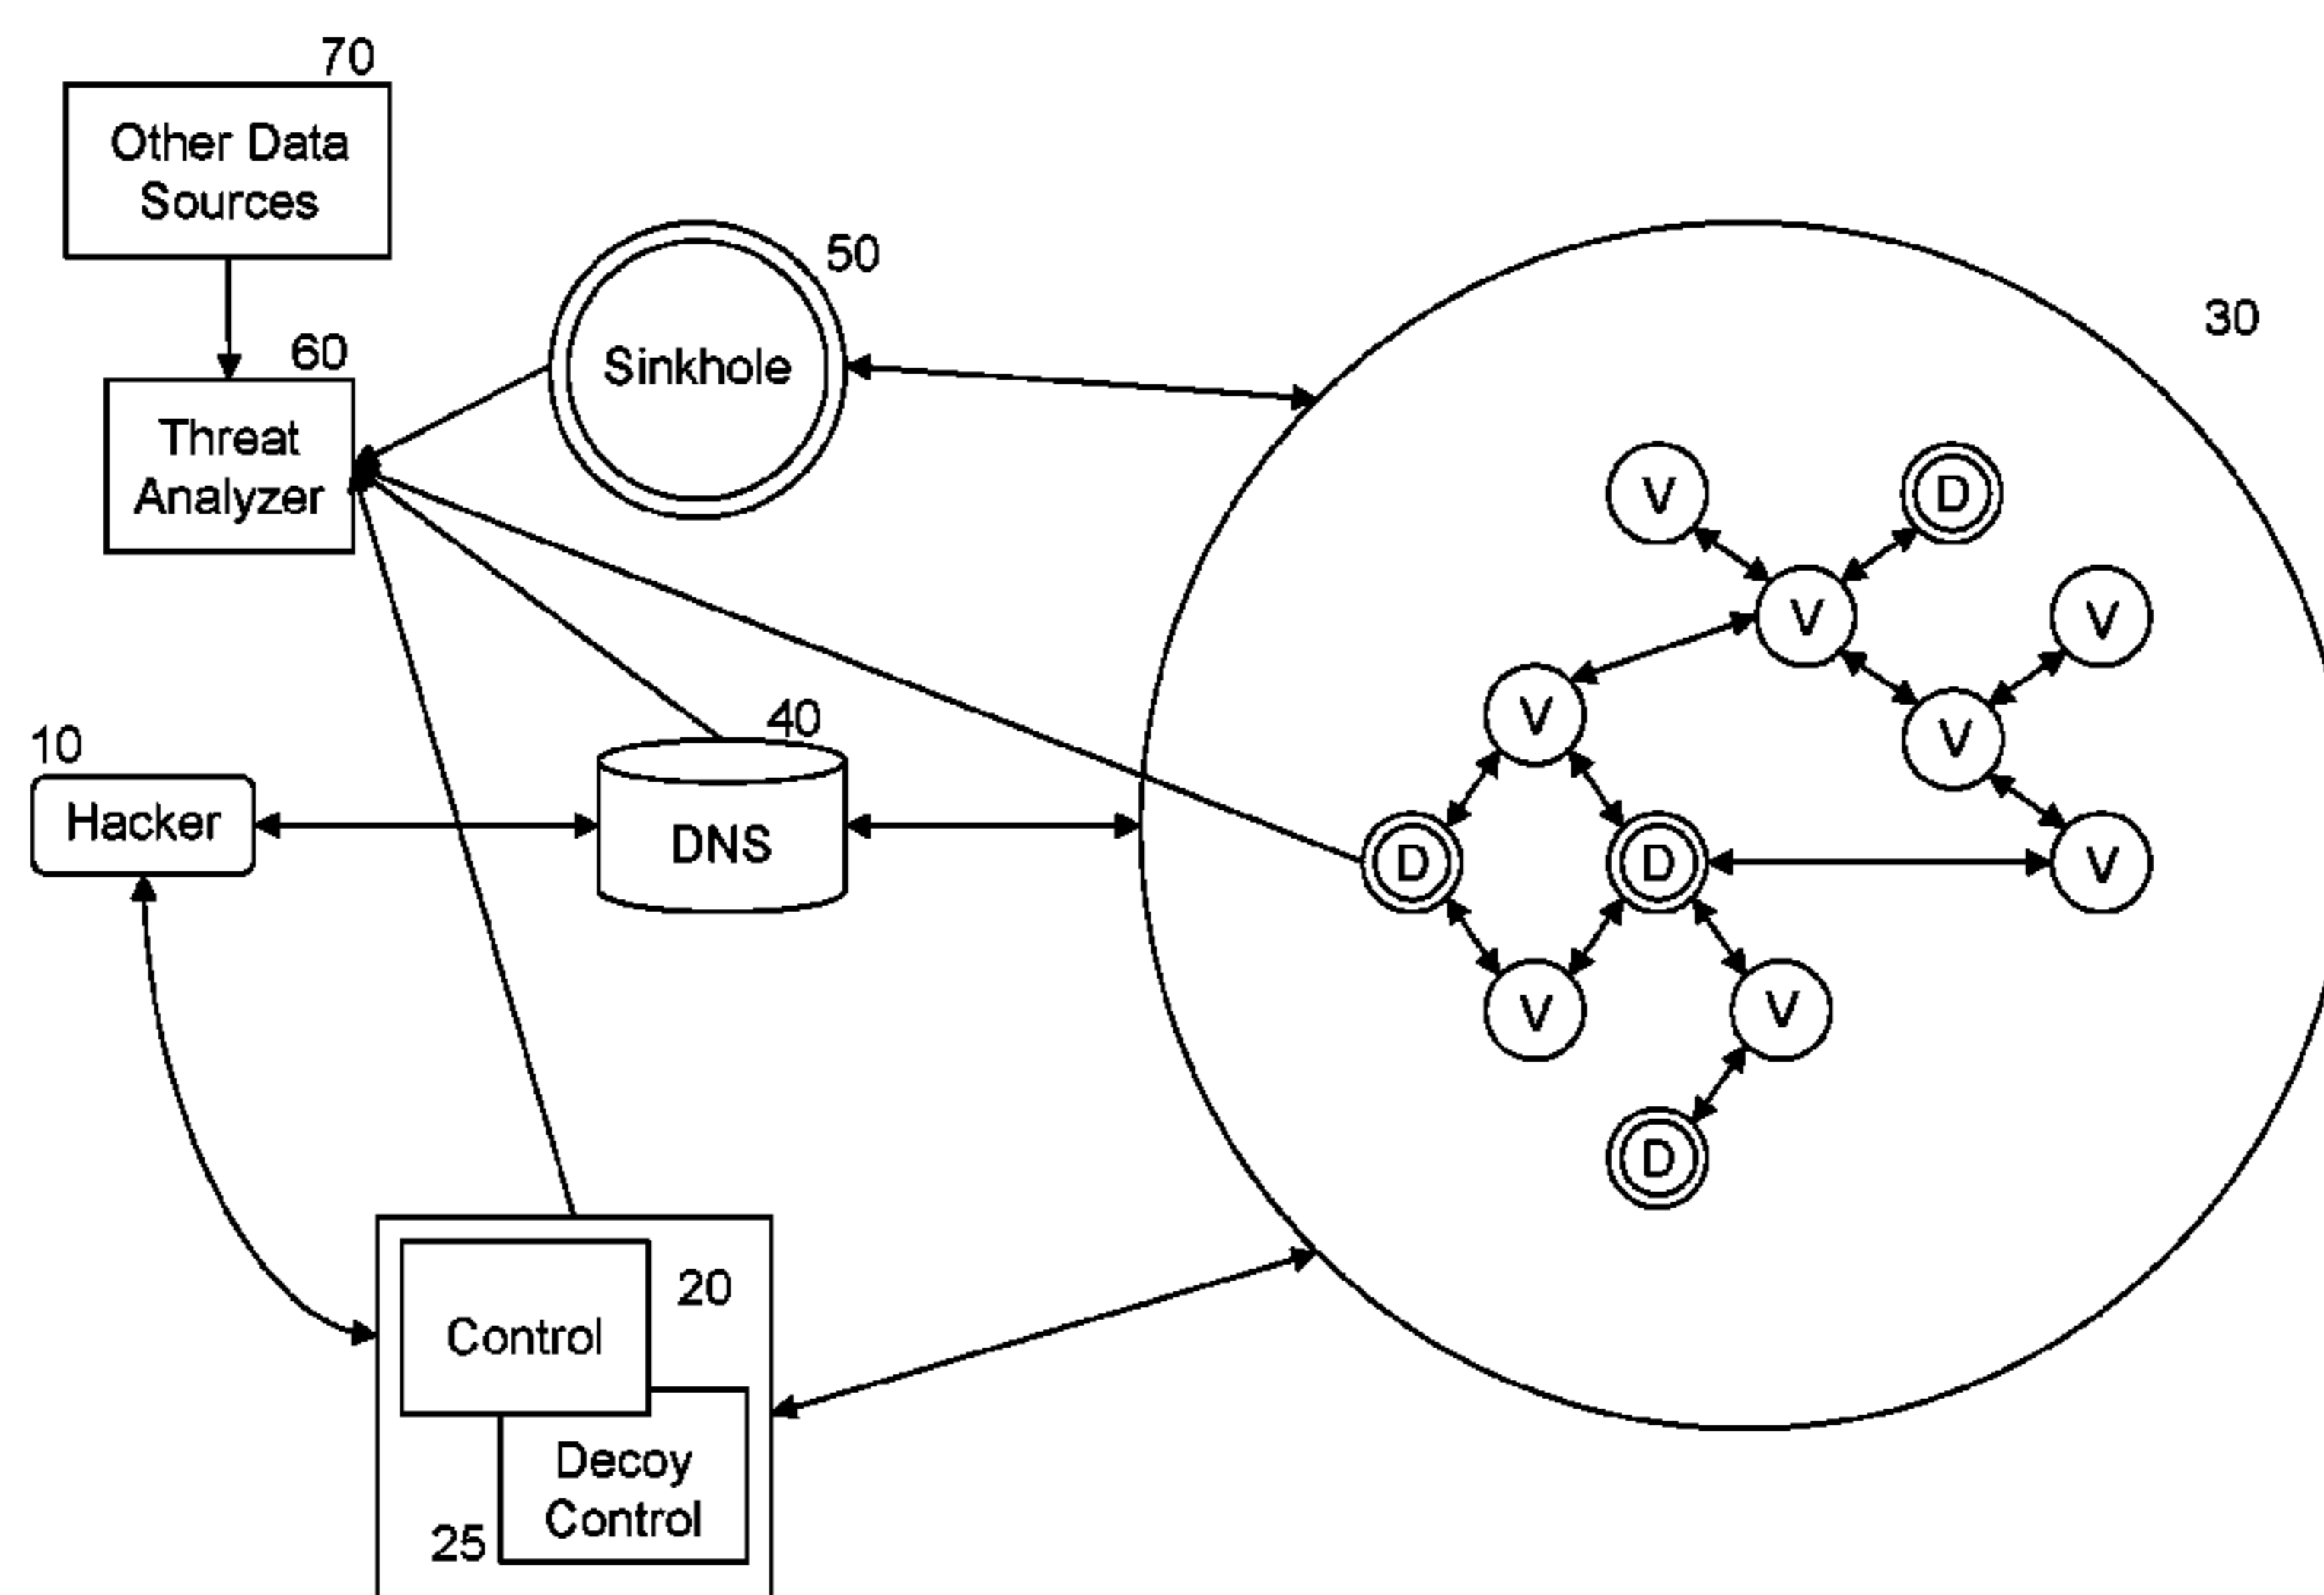 70
Other Data
Sources
50
30
60
Sinkhole
Threat
Analyzer
V
D
V
V
V
V
40
10
Hacker
DNS
D
D
V
V
V
D
20
Control
Decoy
Control
25